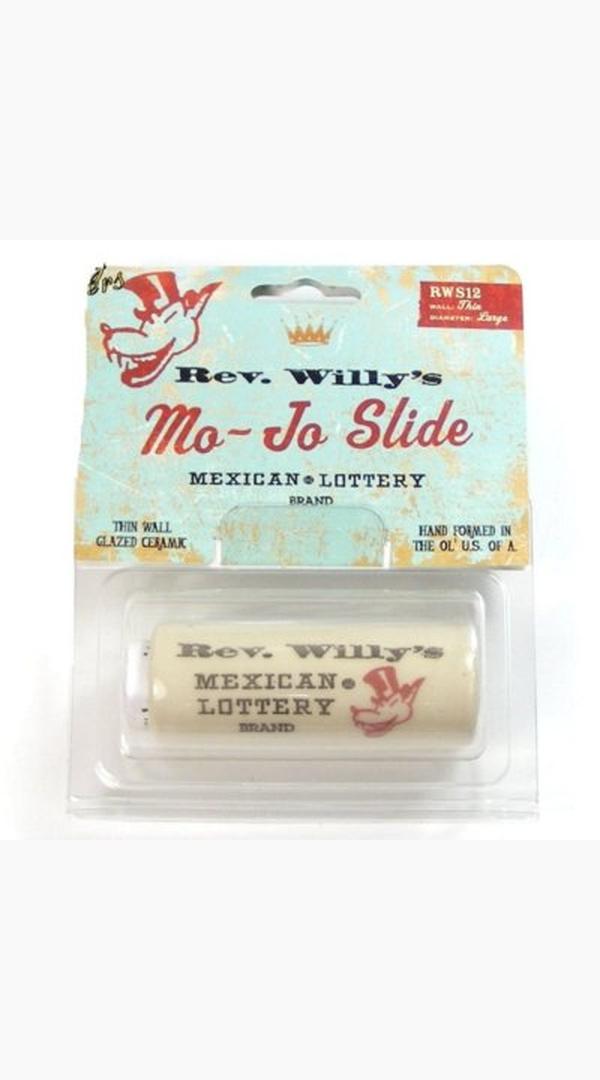 RWS12
WALL: Thin
DIAMETER: Large
Rev. Willy's
Mo-Jo Slide
MEXICAN LOTTERY
BRAND
THIN WALL
GLAZED CERAMIC
HAND FORMED IN
THE OL' U.S. OF A.
Rev. Willy's
MEXICAN
LOTTERY
BRAND